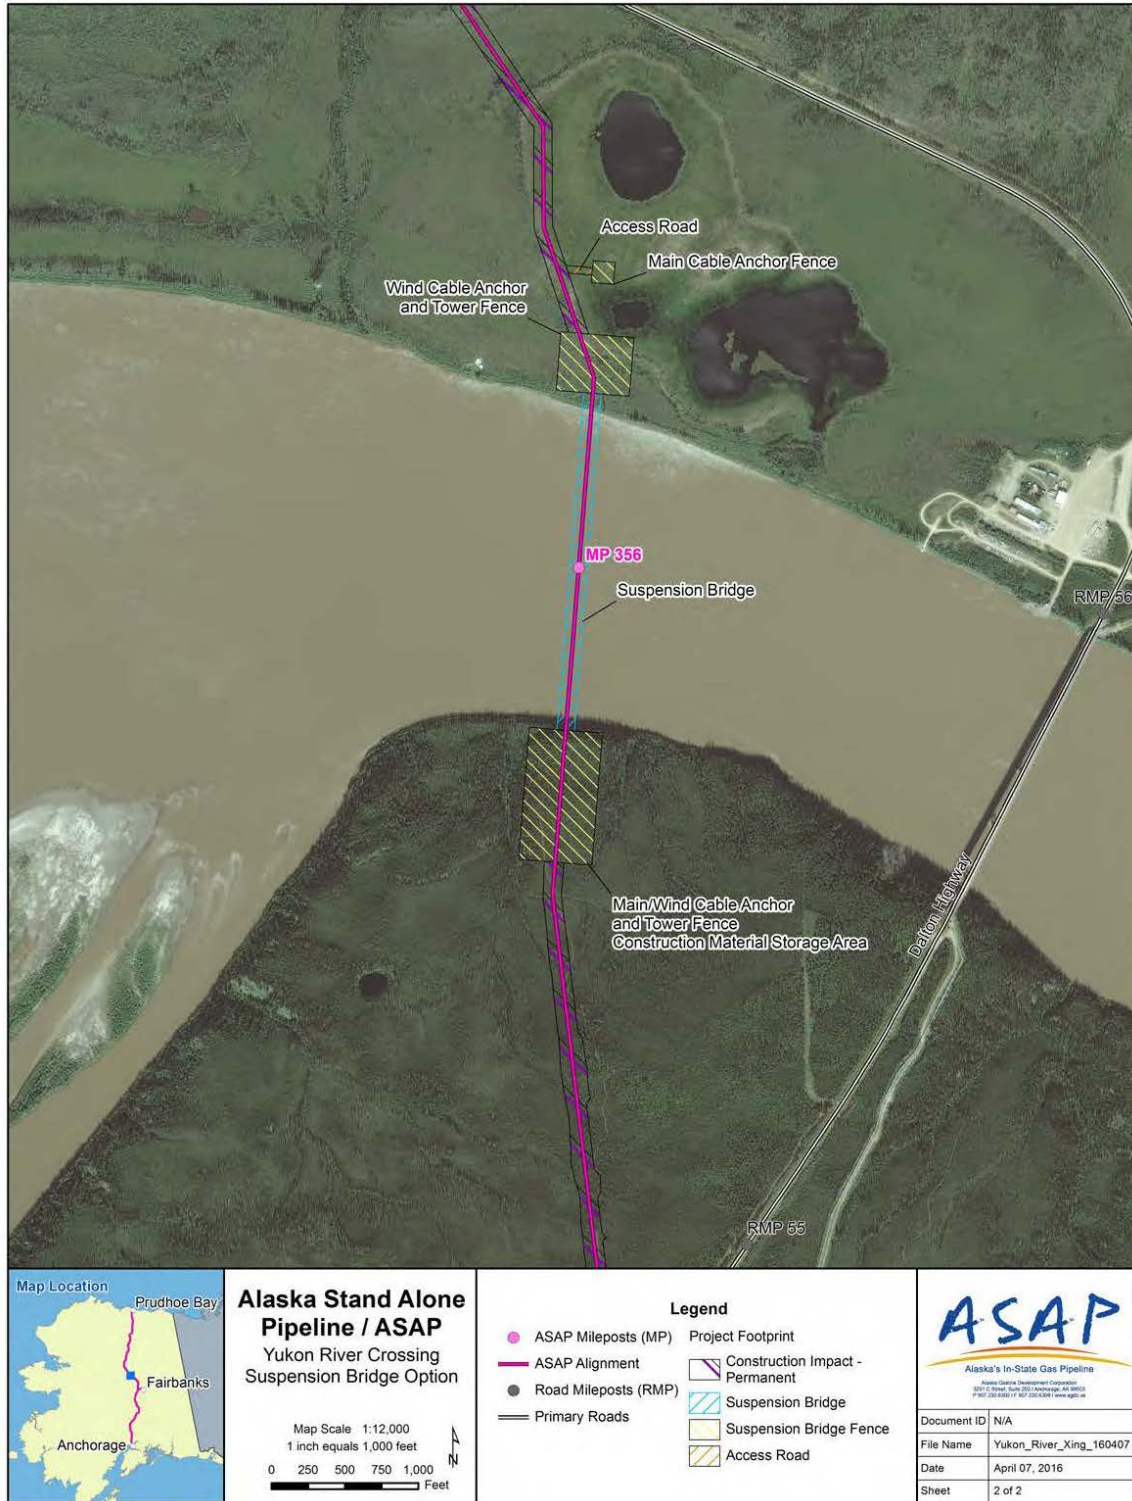 Access Road
Main Cable Anchor Fence
Wind Cable Anchor
and Tower Fence
MP 356
Suspension Bridge
RMP 56
Main/Wind Cable Anchor
and Tower Fence
Construction Material Storage Area
Dalton Highway
RMP 55
Map Location
Prudhoe Bay
Fairbanks
Anchorage
Alaska Stand Alone
Pipeline / ASAP
Yukon River Crossing
Suspension Bridge Option
Map Scale 1:12,000
1 inch equals 1,000 feet
N
0 250 500 750 1,000
Feet
Legend
ASAP Mileposts (MP)
ASAP Alignment
Road Mileposts (RMP)
Primary Roads
Project Footprint
Construction Impact -
Permanent
Suspension Bridge
Suspension Bridge Fence
Access Road
ASAP
Alaska's In-State Gas Pipeline
Alaska Gasline Development Corporation
Document ID N/A
File Name Yukon_River_Xing_160407
Date April 07, 2016
Sheet 2 of 2